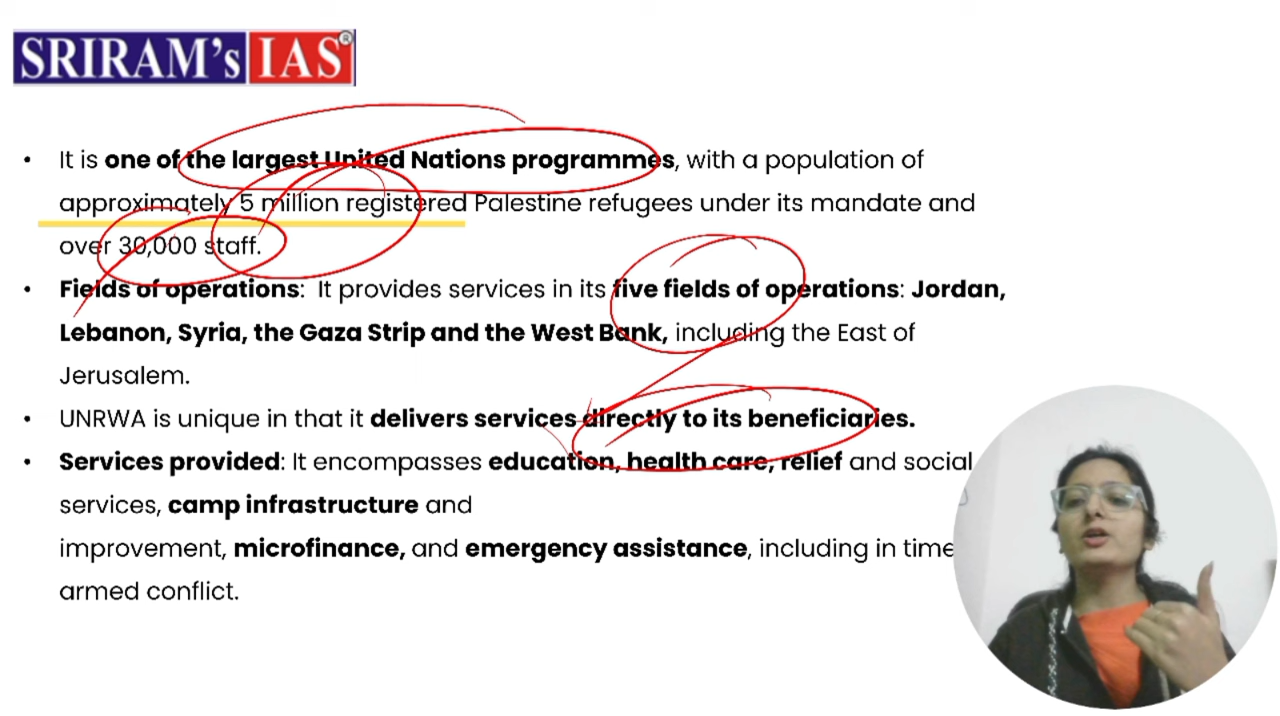 SRIRAM's IAS®
• It is one of the largest United Nations programmes, with a population of
approximately 5 million registered Palestine refugees under its mandate and
over 30,000 staff.
• Fields of operations: It provides services in its five fields of operations: Jordan,
Lebanon, Syria, the Gaza Strip and the West Bank, including the East of
Jerusalem.
• UNRWA is unique in that it delivers services directly to its beneficiaries.
• Services provided: It encompasses education, health care, relief and social
services, camp infrastructure and
improvement, microfinance, and emergency assistance, including in time
armed conflict.